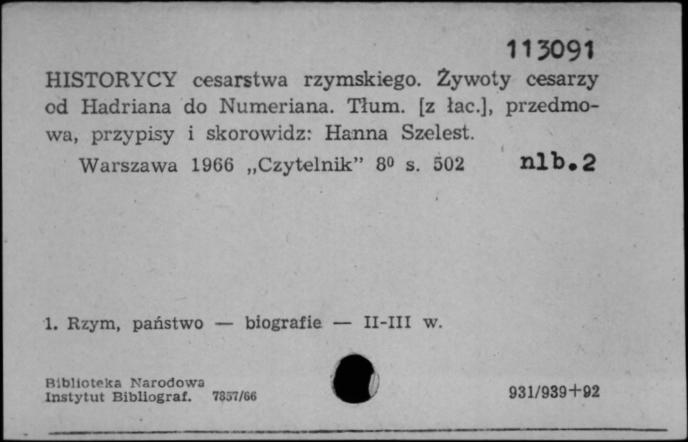 113091
HISTORYCY cesarstwa rzymskiego. Żywoty cesarzy
od Hadriana do Numeriana. Tłum. [z łac.], przedmo-
wa, przypisy i skorowidz: Hanna Szelest.
Warszawa 1966 „Czytelnik” 8⁰ s. 502 nlb.2
1. Rzym, państwo — biografie — II-III w.
Biblioteka Narodowa
Instytut Bibliograf. 7857/66
931/939+92